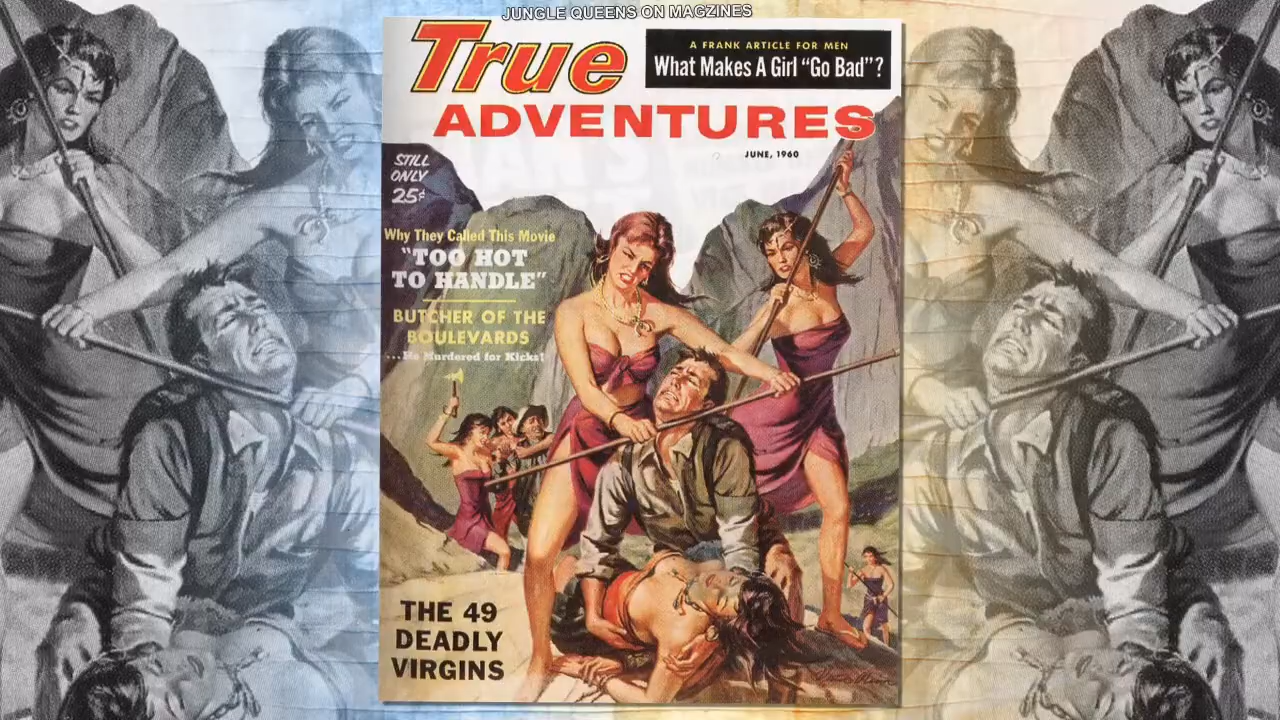 JUNGLE QUEENS ON MAGZINES
True
ADVENTURES
A FRANK ARTICLE FOR MEN
What Makes A Girl "Go Bad"?
JUNE, 1960
STILL
ONLY
25¢
Why They Called This Movie
"TOO HOT
TO HANDLE"
BUTCHER OF THE
BOULEVARDS
...He Murdered for Kicks!
THE 49
DEADLY
VIRGINS